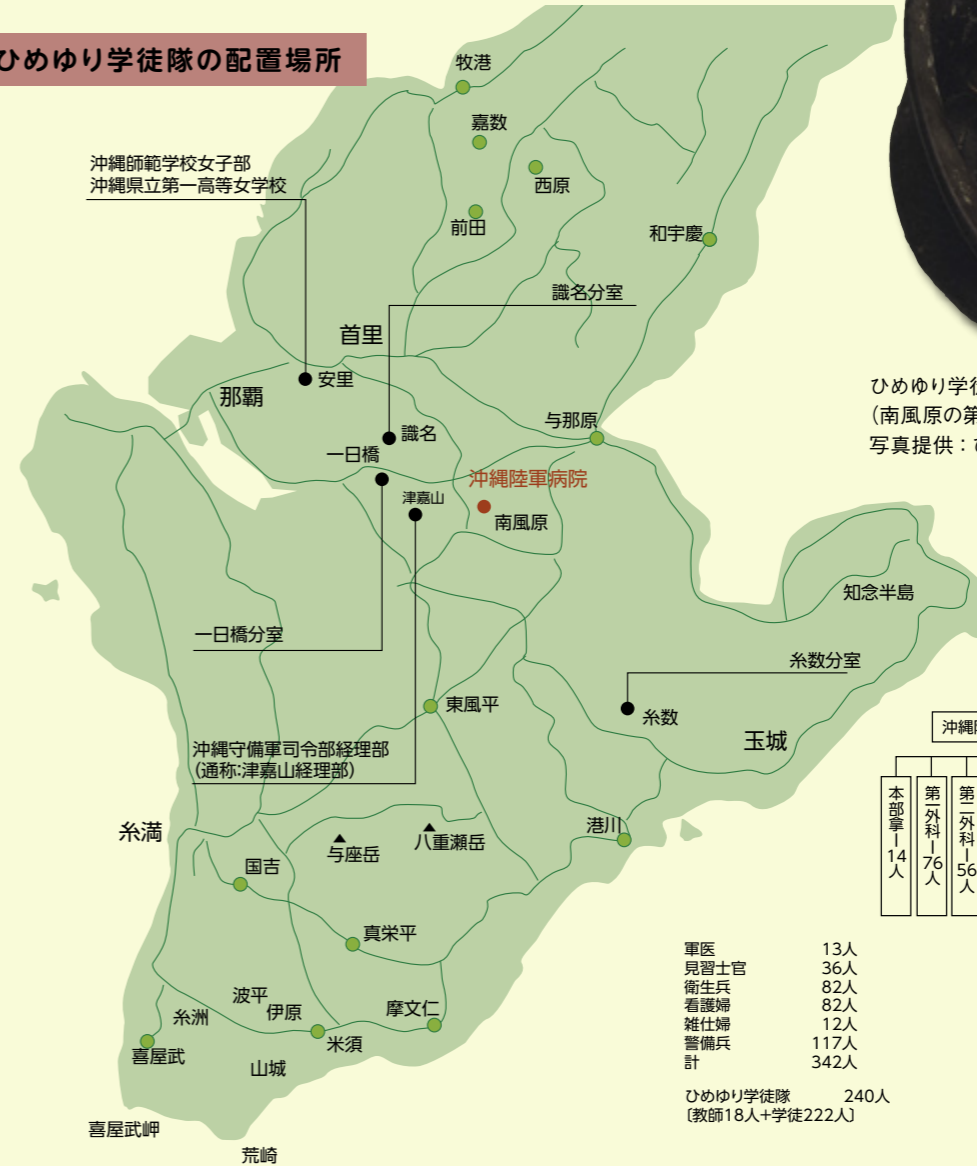 ひめゆり学徒隊の配置場所
牧港
嘉数
沖縄師範学校女子部
沖縄県立第一高等女学校
西原
前田
和宇慶
識名分室
首里
安里
那覇
与那原
識名
一日橋
沖縄陸軍病院
津嘉山
南風原
知念半島
一日橋分室
糸数分室
東風平
糸数
玉城
沖縄守備軍司令部経理部
(通称:津嘉山経理部)
糸満
与座岳
八重瀬岳
港川
国吉
真栄平
波平
伊原
糸洲
摩文仁
米須
喜屋武
山城
喜屋武岬
荒崎
ひめゆり学徒
(南風原の第
写真提供：
沖縄陸
本部拿ー14人
第一外科ー76人
第二外科ー56人
軍医 13人
見習士官 36人
衛生兵 82人
看護婦 82人
雑仕婦 12人
警備兵 117人
計 342人
ひめゆり学徒隊 240人
〔教師18人+学徒222人〕